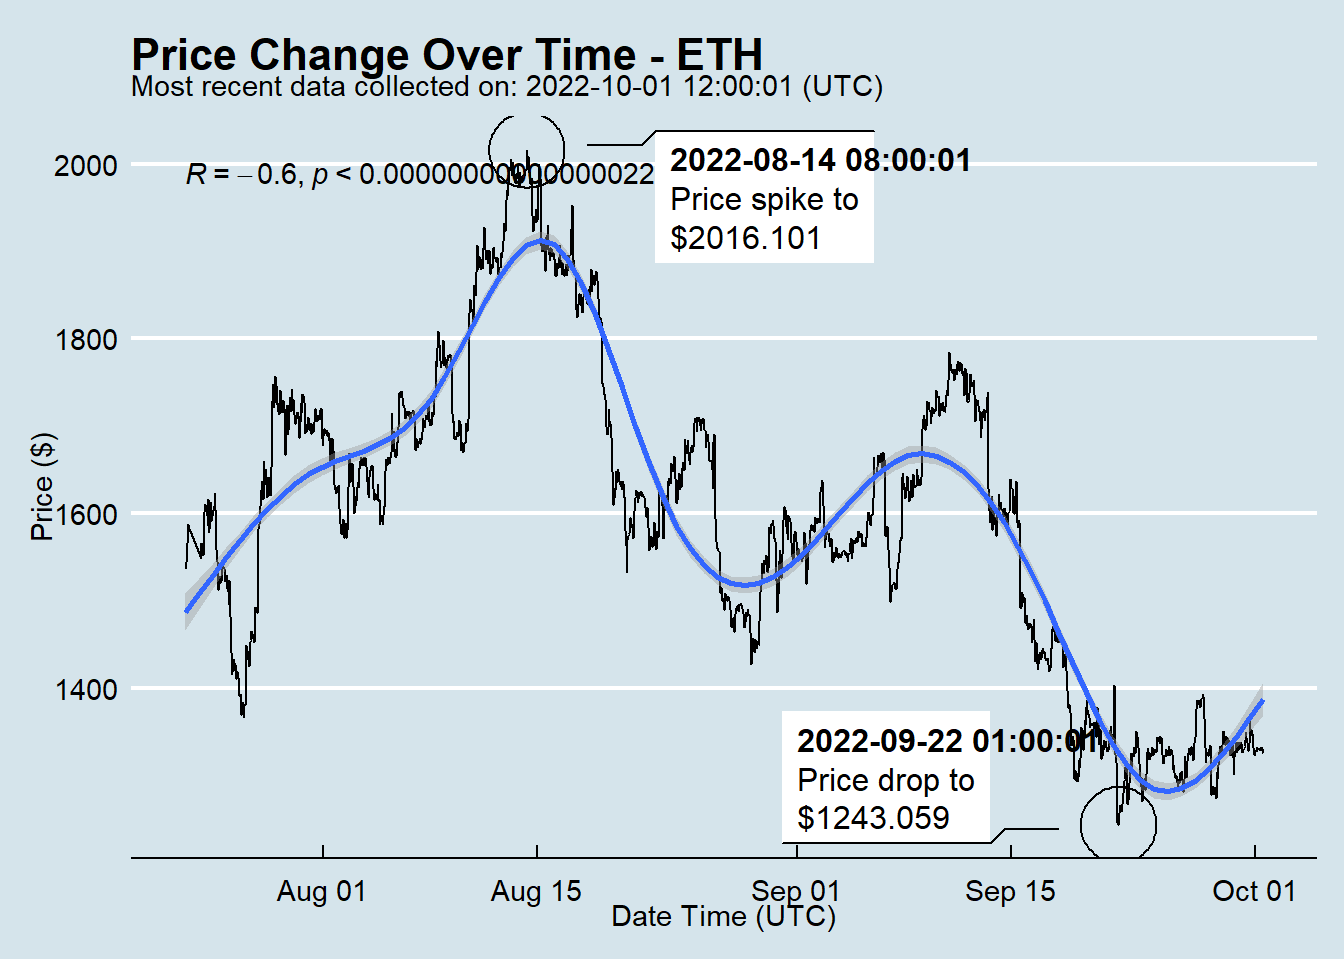 Price Change Over Time - ETH
Most recent data collected on: 2022-10-01 12:00:01 (UTC)
R = −0.6, p < 0.00000000000000022
2022-08-14 08:00:01
Price spike to
$2016.101
2000
1800
1600
1400
Price ($)
2022-09-22 01:00:01
Price drop to
$1243.059
Aug 01
Aug 15
Sep 01
Sep 15
Oct 01
Date Time (UTC)